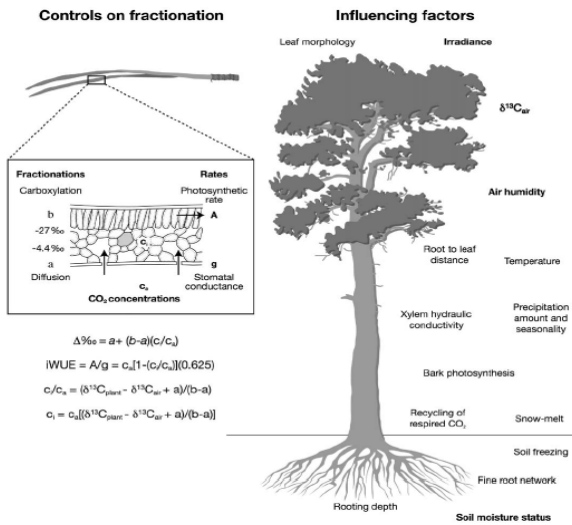 Controls on fractionation
Fractionations
Rates
Carboxylation
Photosynthetic
rate
b
A
-27 ‰
-4.4 ‰
cᵢ
a
g
Diffusion
cₐ
Stomatal
conductance
CO₂ concentrations
Δ‰ = a + (b-a)(cᵢ/cₐ)
iWUE = A/g = cₐ[1-(cᵢ/cₐ)](0.625)
cᵢ/cₐ = (δ¹³Cplant - δ¹³Cair + a)/(b-a)
cᵢ = cₐ[(δ¹³Cplant - δ¹³Cair + a)/(b-a)]
Influencing factors
Leaf morphology
Irradiance
δ¹³Cair
Air humidity
Root to leaf
distance
Temperature
Xylem hydraulic
conductivity
Precipitation
amount and
seasonality
Bark photosynthesis
Recycling of
respired CO₂
Snow-melt
Soil freezing
Fine root network
Rooting depth
Soil moisture status